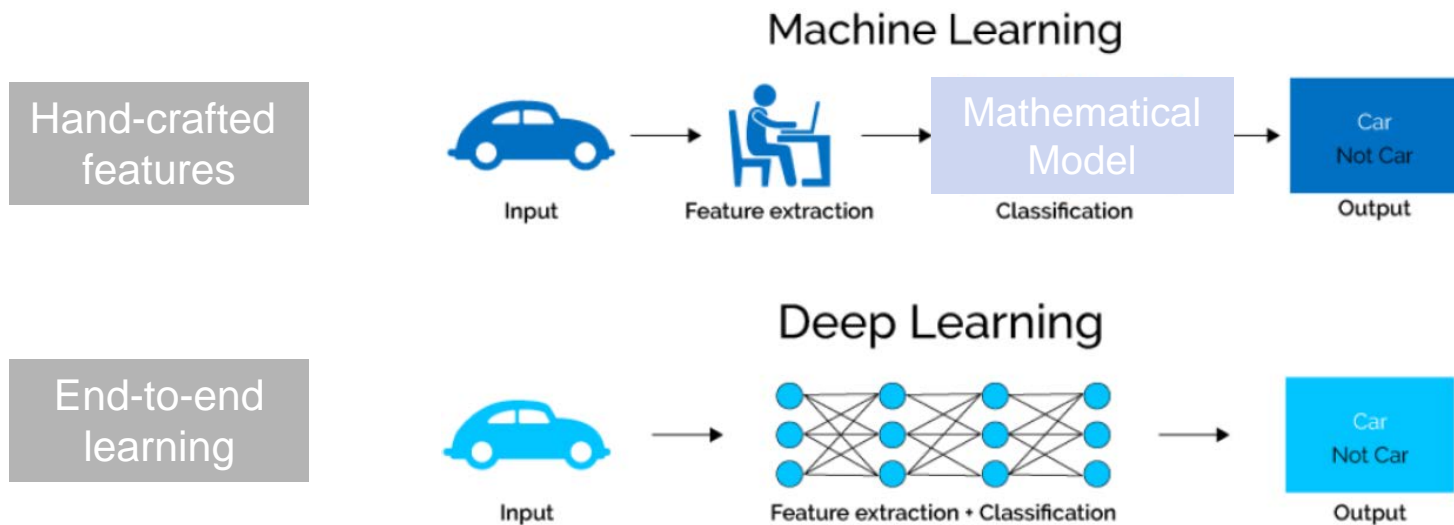 Machine Learning
Hand-crafted
features
Mathematical
Model
Car
Not Car
Input
Feature extraction
Classification
Output
Deep Learning
End-to-end
learning
Car
Not Car
Input
Feature extraction + Classification
Output